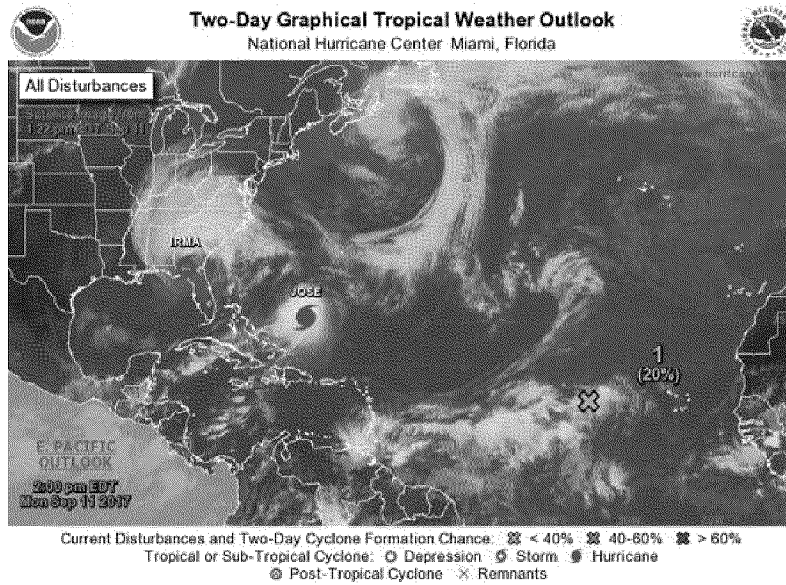 Two-Day Graphical Tropical Weather Outlook
National Hurricane Center Miami, Florida
All Disturbances
IRMA
JOSE
1
(20%)
E PACIFIC
OUTLOOK
2:00 pm EDT
Mon Sep 11 2017
Current Disturbances and Two-Day Cyclone Formation Chance: < 40% 40-60% > 60%
Tropical or Sub-Tropical Cyclone: Depression Storm Hurricane
Post-Tropical Cyclone Remnants